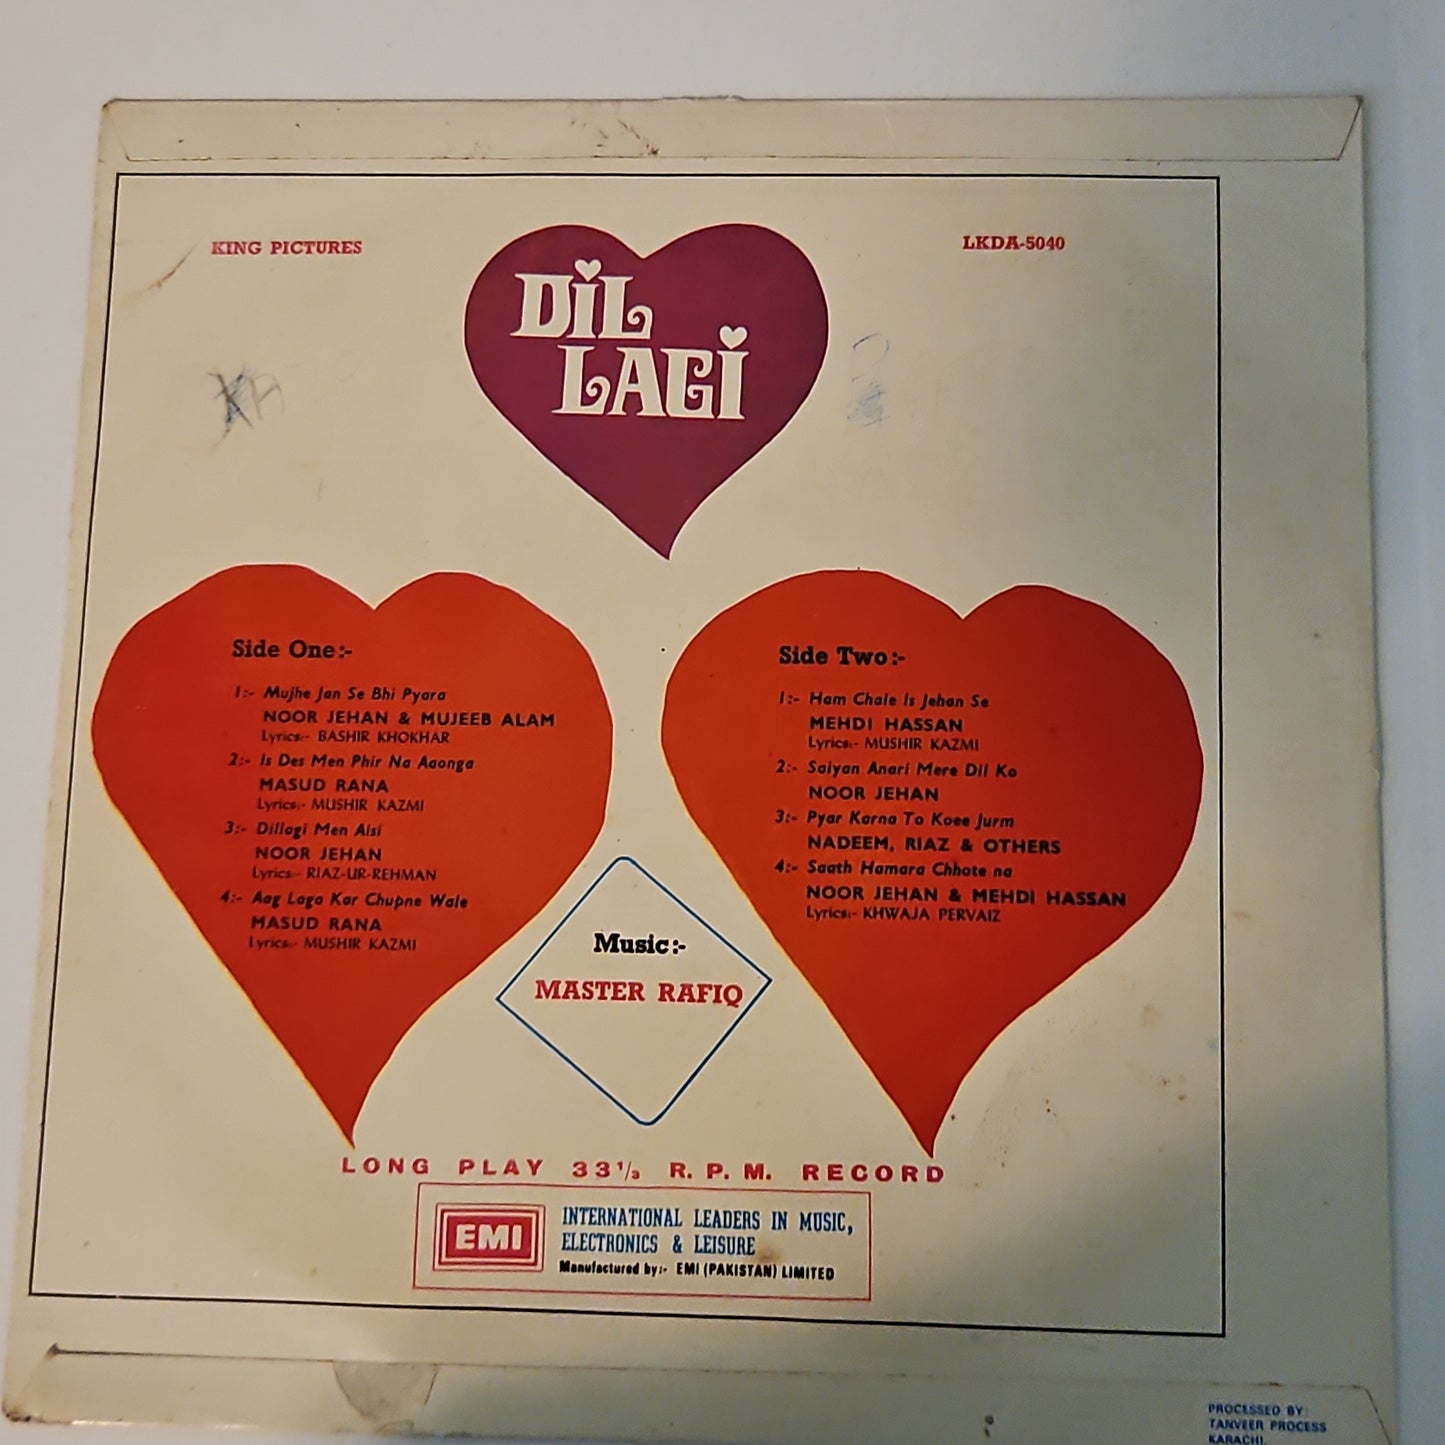 KING PICTURES
LKDA-5040
DIL
LAGI
Side One:-
1:- Mujhe Jan Se Bhi Pyara
NOOR JEHAN & MUJEEB ALAM
Lyrics:- BASHIR KHOKHAR
2:- Is Des Men Phir Na Aaonga
MASUD RANA
Lyrics:- MUSHIR KAZMI
3:- Dillagi Men Aisi
NOOR JEHAN
Lyrics:- RIAZ-UR-REHMAN
4:- Aag Laga Kar Chupne Wale
MASUD RANA
Lyrics:- MUSHIR KAZMI
Side Two:-
1:- Ham Chale Is Jehan Se
MEHDI HASSAN
Lyrics:- MUSHIR KAZMI
2:- Saiyan Anari Mere Dil Ko
NOOR JEHAN
3:- Pyar Karna To Koee Jurm
NADEEM, RIAZ & OTHERS
4:- Saath Hamara Chhote na
NOOR JEHAN & MEHDI HASSAN
Lyrics:- KHWAJA PERVAIZ
Music:-
MASTER RAFIQ
LONG PLAY 33⅓ R. P. M. RECORD
EMI
INTERNATIONAL LEADERS IN MUSIC,
ELECTRONICS & LEISURE
Manufactured by:- EMI (PAKISTAN) LIMITED
PROCESSED BY:
TANVEER PROCESS
KARACHI.